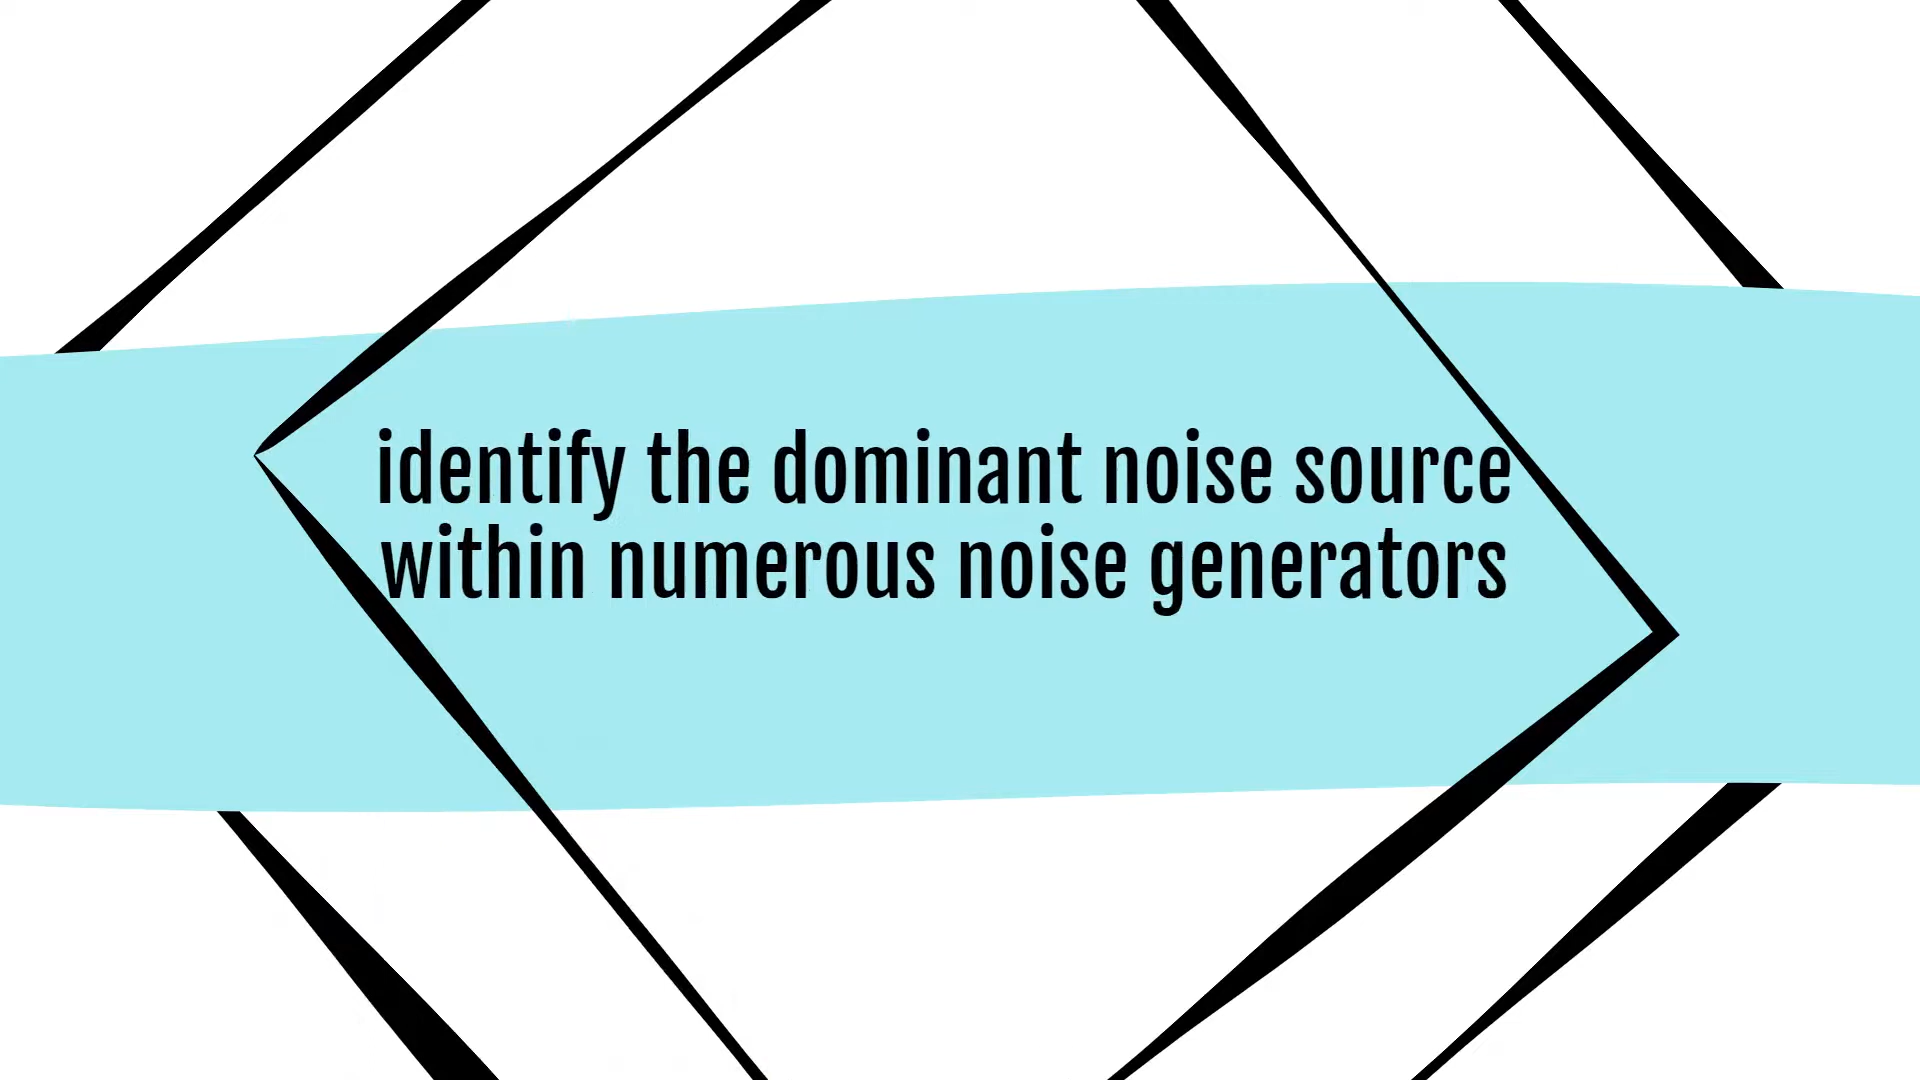 identify the dominant noise source
within numerous noise generators